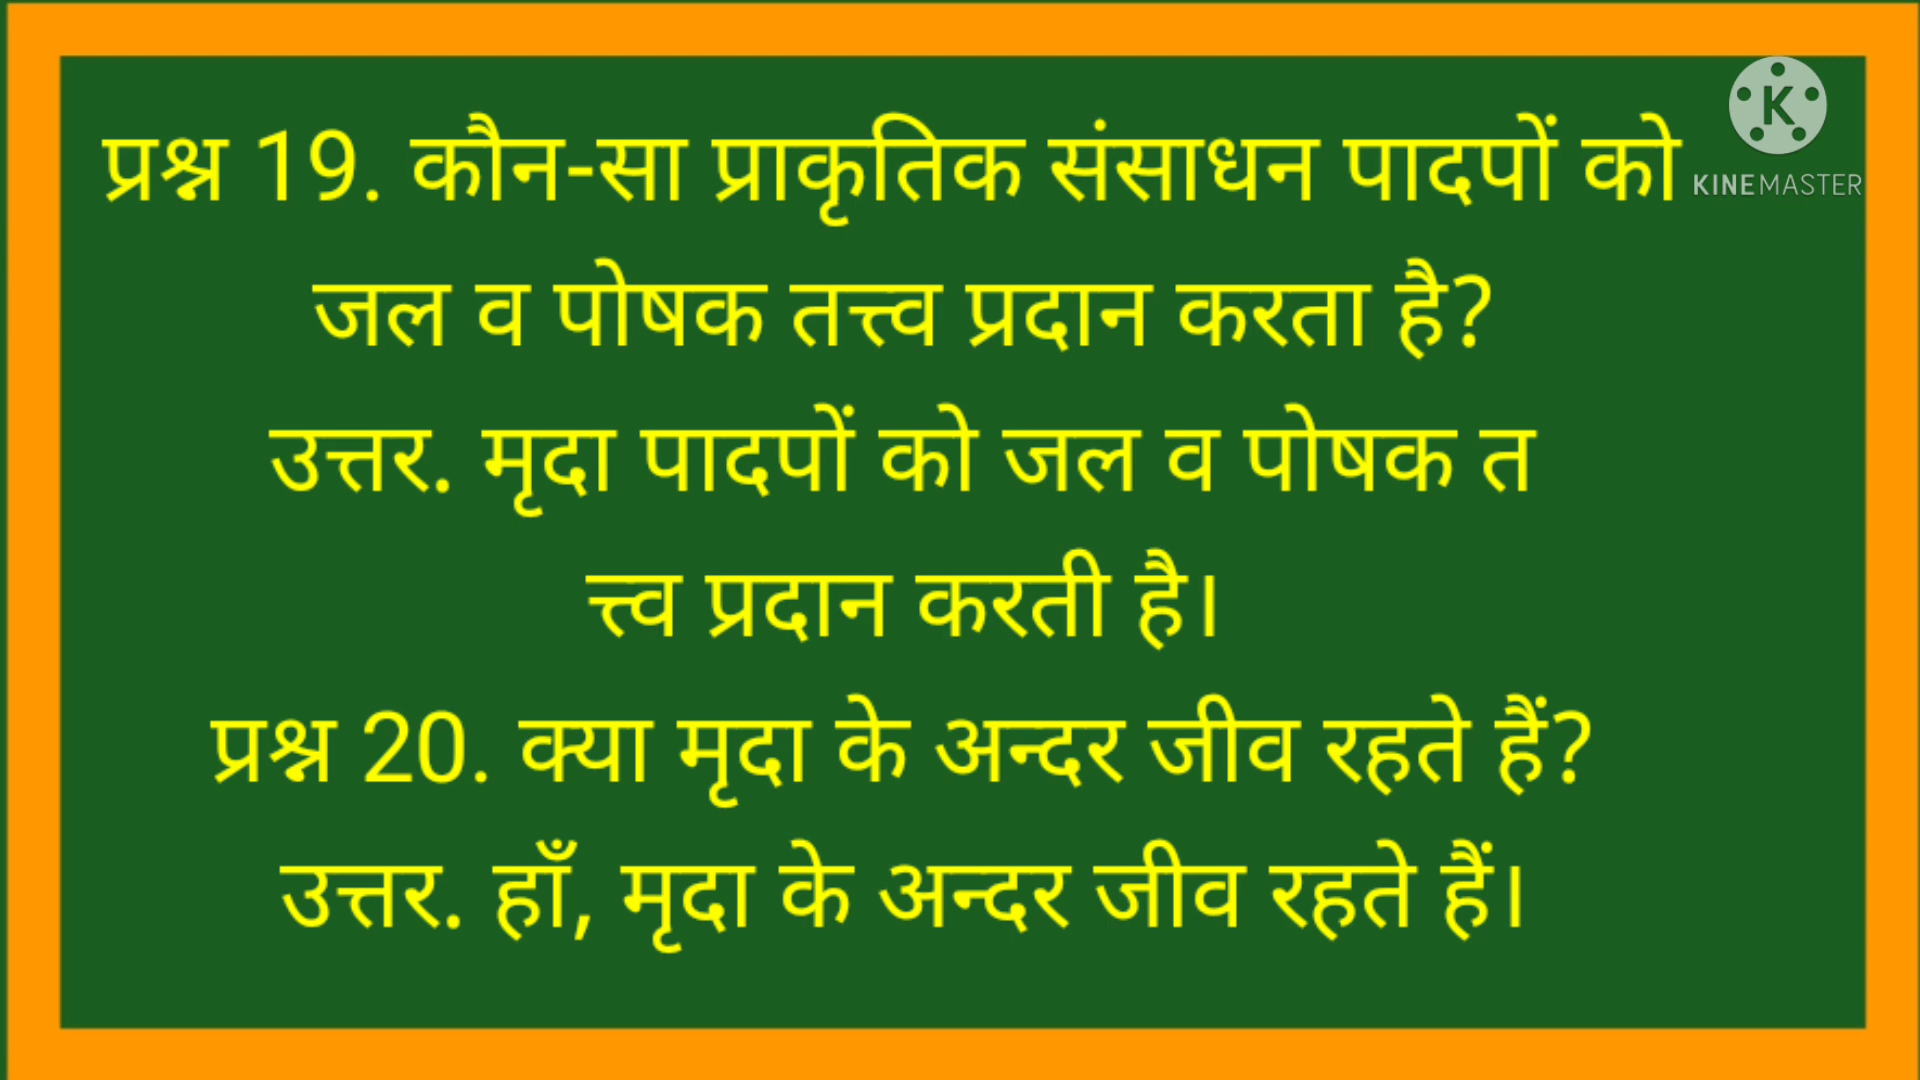 प्रश्न 19. कौन-सा प्राकृतिक संसाधन पादपों को
जल व पोषक तत्त्व प्रदान करता है?
उत्तर. मृदा पादपों को जल व पोषक त
त्त्व प्रदान करती है।
प्रश्न 20. क्या मृदा के अन्दर जीव रहते हैं?
उत्तर. हाँ, मृदा के अन्दर जीव रहते हैं।
K
KINEMASTER